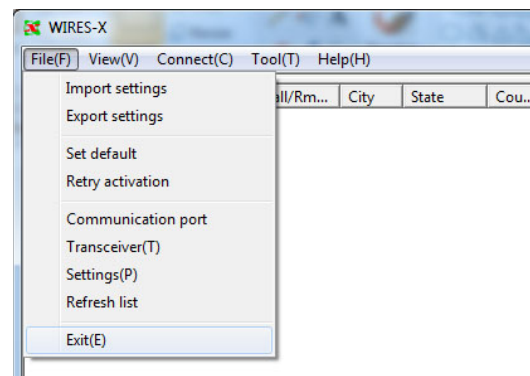 WIRES-X
File(F) View(V) Connect(C) Tool(T) Help(H)
all/Rm... City State Cou..
Import settings
Export settings
Set default
Retry activation
Communication port
Transceiver(T)
Settings(P)
Refresh list
Exit(E)